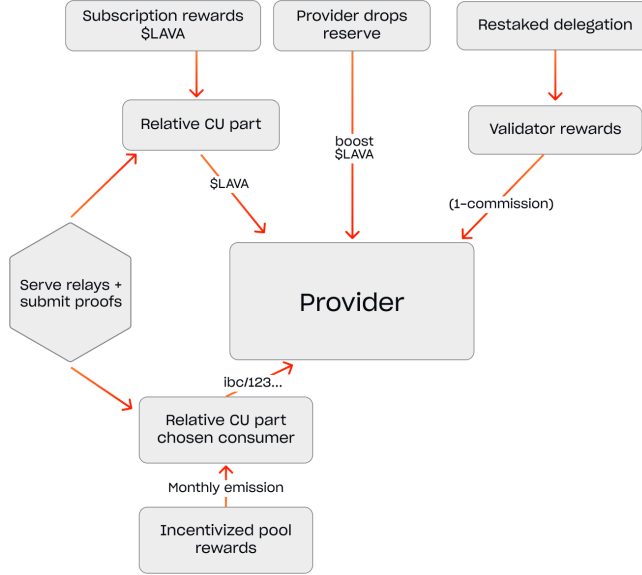 Subscription rewards
$LAVA
Provider drops
reserve
Restaked delegation
Relative CU part
Validator rewards
boost
$LAVA
$LAVA
(1-commission)
Serve relays +
submit proofs
Provider
ibc/123...
Relative CU part
chosen consumer
Monthly emission
Incentivized pool
rewards